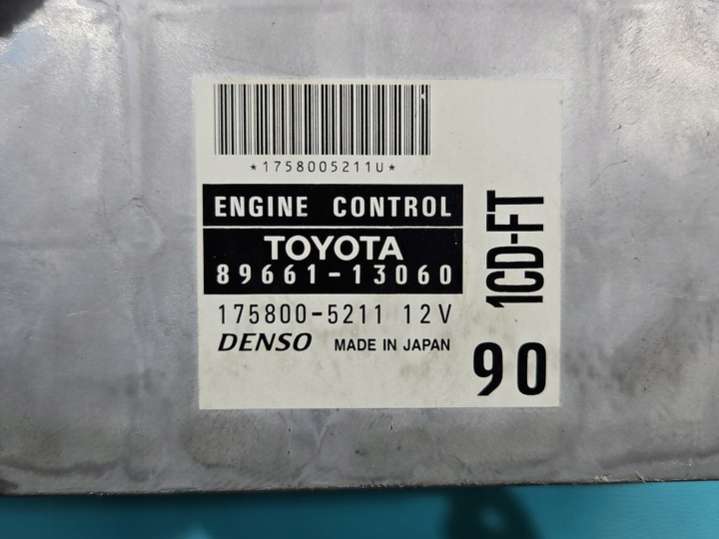 *1758005211U*
ENGINE CONTROL
TOYOTA
89661-13060
175800-5211 12V
DENSO MADE IN JAPAN
1CD-FT
90